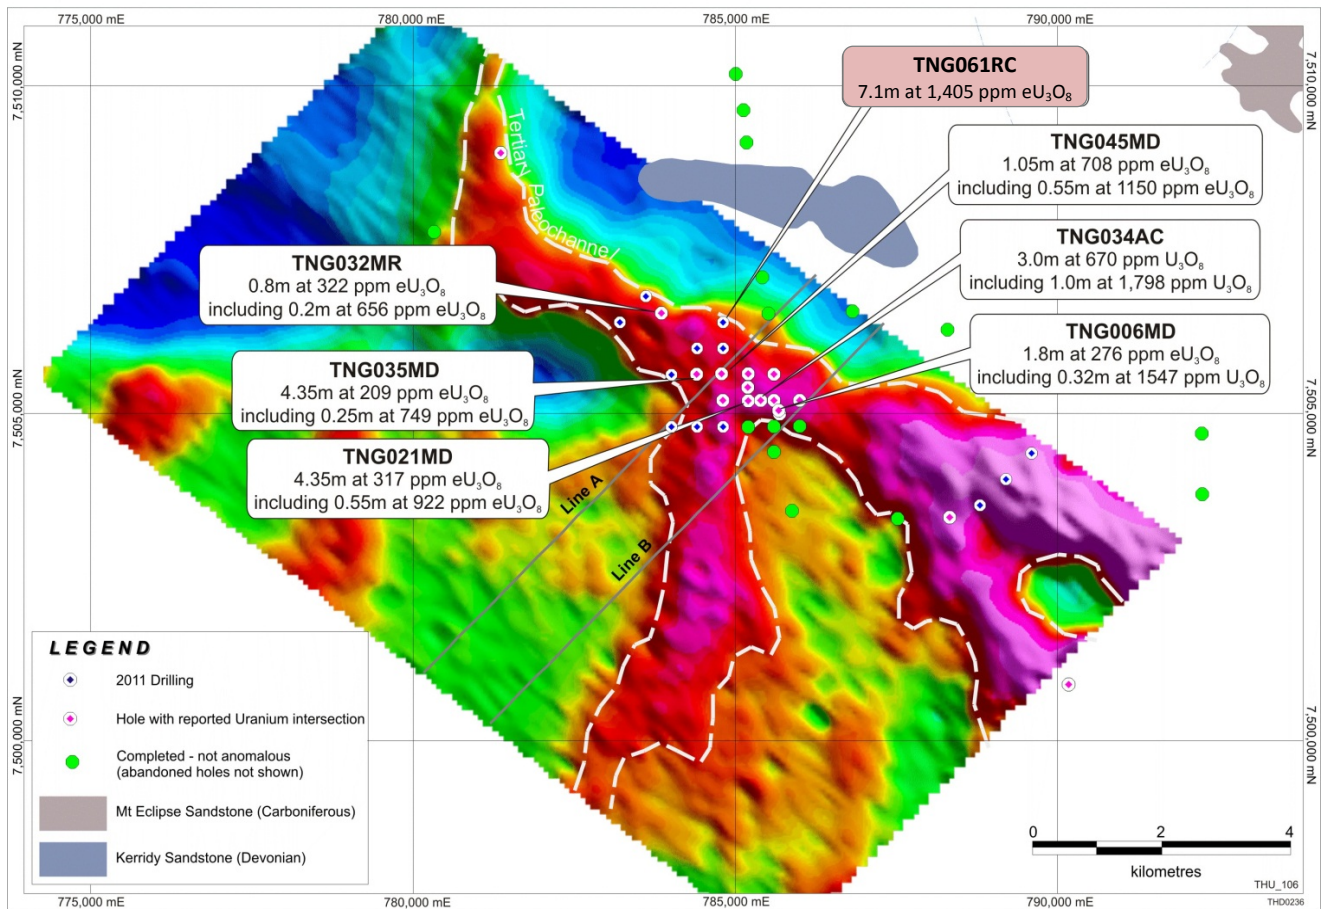 775,000 mE
780,000 mE
785,000 mE
790,000 mE
7,510,000 mN
7,510,000 mN
TNG061RC
7.1m at 1,405 ppm eU₃O₈
TNG045MD
1.05m at 708 ppm eU₃O₈
including 0.55m at 1150 ppm eU₃O₈
Tertiary Paleochannel
TNG034AC
3.0m at 670 ppm U₃O₈
including 1.0m at 1,798 ppm U₃O₈
TNG032MR
0.8m at 322 ppm eU₃O₈
including 0.2m at 656 ppm eU₃O₈
TNG006MD
1.8m at 276 ppm eU₃O₈
including 0.32m at 1547 ppm U₃O₈
TNG035MD
4.35m at 209 ppm eU₃O₈
including 0.25m at 749 ppm eU₃O₈
7,505,000 mN
7,505,000 mN
TNG021MD
4.35m at 317 ppm eU₃O₈
including 0.55m at 922 ppm eU₃O₈
Line A
Line B
LEGEND
2011 Drilling
Hole with reported Uranium intersection
Completed - not anomalous
(abandoned holes not shown)
Mt Eclipse Sandstone (Carboniferous)
Kerridy Sandstone (Devonian)
7,500,000 mN
7,500,000 mN
0 2 4
kilometres
THU_106
THD0236
775,000 mE
780,000 mE
785,000 mE
790,000 mE